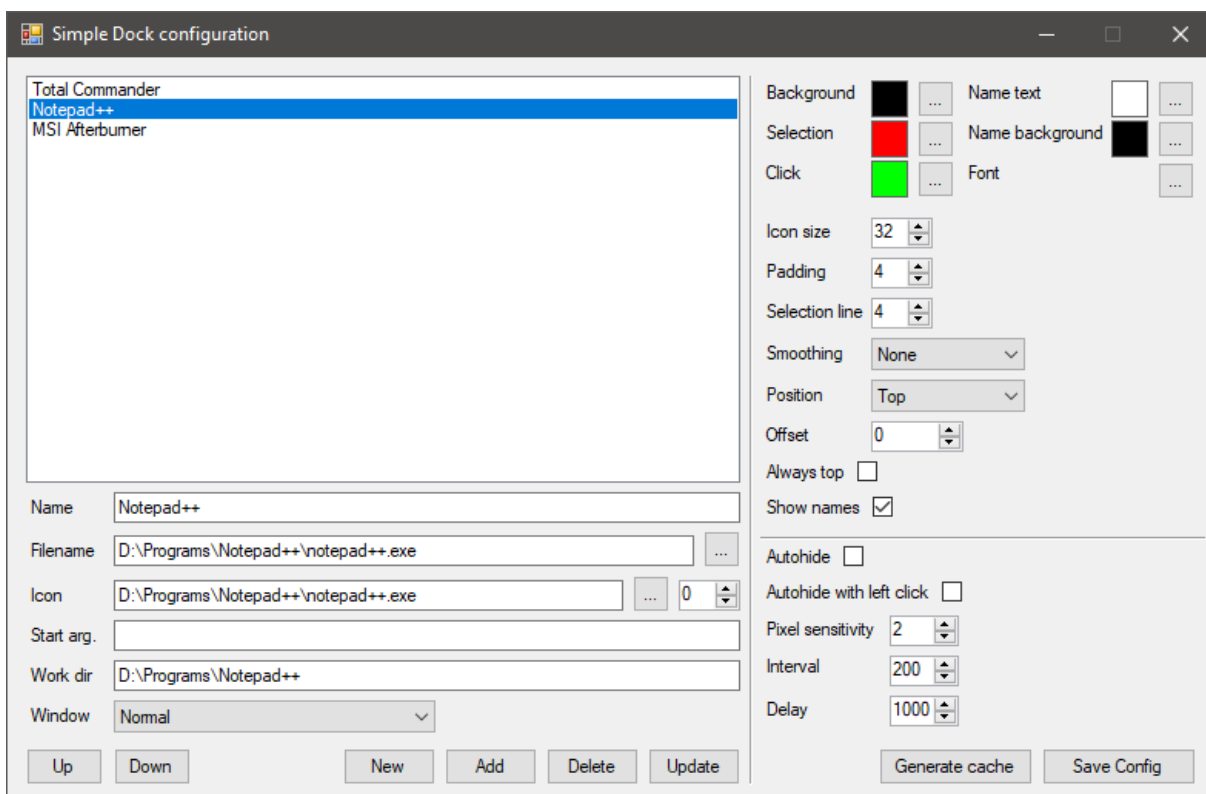 Simple Dock configuration
Total Commander
Notepad++
MSI Afterburner
Name Notepad++
Filename D:\Programs\Notepad++\notepad++.exe ...
Icon D:\Programs\Notepad++\notepad++.exe ... 0
Start arg.
Work dir D:\Programs\Notepad++
Window Normal
Up Down New Add Delete Update
Background ... Name text ...
Selection ... Name background ...
Click ... Font ...
Icon size 32
Padding 4
Selection line 4
Smoothing None
Position Top
Offset 0
Always top
Show names
Autohide
Autohide with left click
Pixel sensitivity 2
Interval 200
Delay 1000
Generate cache Save Config